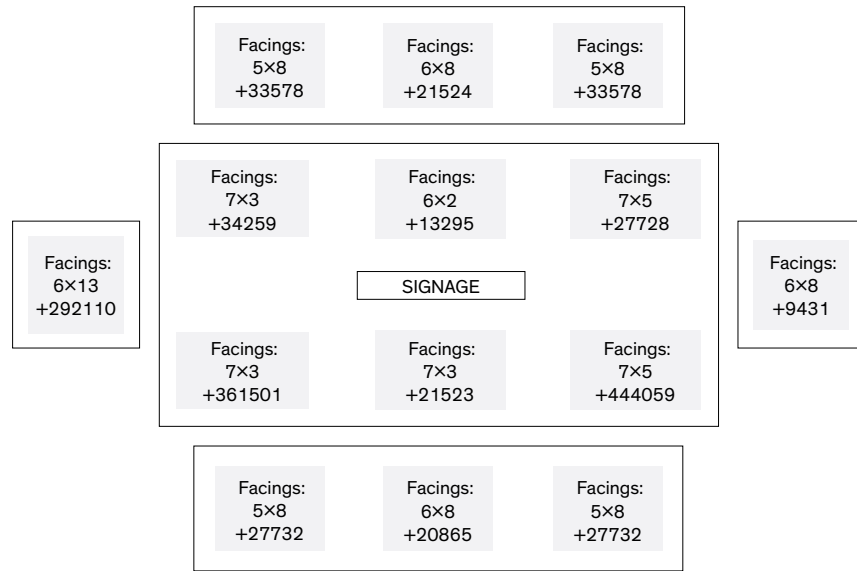 Facings:
5×8
+33578
Facings:
6×8
+21524
Facings:
5×8
+33578
Facings:
7×3
+34259
Facings:
6×2
+13295
Facings:
7×5
+27728
Facings:
6×13
+292110
SIGNAGE
Facings:
6×8
+9431
Facings:
7×3
+361501
Facings:
7×3
+21523
Facings:
7×5
+444059
Facings:
5×8
+27732
Facings:
6×8
+20865
Facings:
5×8
+27732